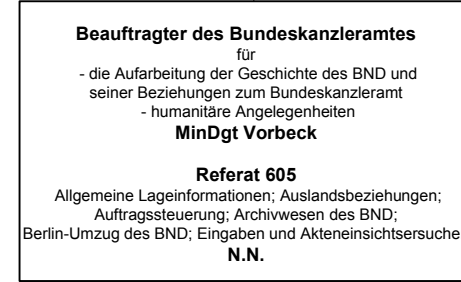 Beauftragter des Bundeskanzleramtes
für
- die Aufarbeitung der Geschichte des BND und
seiner Beziehungen zum Bundeskanzleramt
- humanitäre Angelegenheiten
MinDgt Vorbeck
Referat 605
Allgemeine Lageinformationen; Auslandsbeziehungen;
Auftragssteuerung; Archivwesen des BND;
Berlin-Umzug des BND; Eingaben und Akteneinsichtsersuche
N.N.